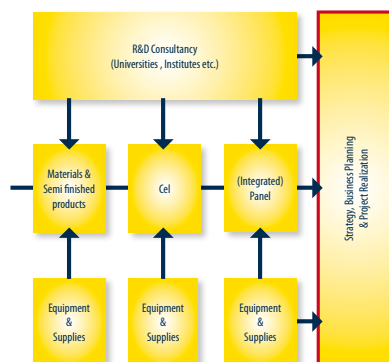 R&D Consultancy
(Universities , Institutes etc.)
Materials &
Semi finished
products
Cel
(Integrated)
Panel
Strategy, Business Planning
& Project Realization
Equipment
&
Supplies
Equipment
&
Supplies
Equipment
&
Supplies